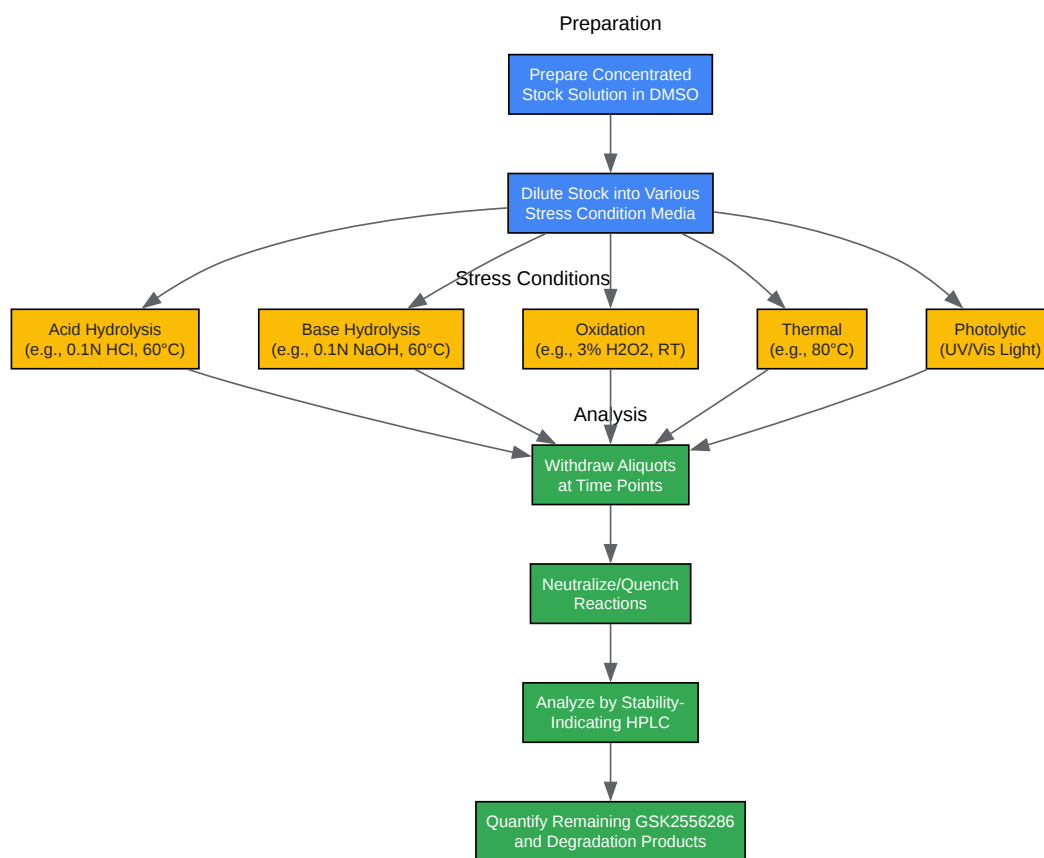 Preparation
Prepare Concentrated
Stock Solution in DMSO
Dilute Stock into Various
Stress Condition Media
Stress Conditions
Acid Hydrolysis
(e.g., 0.1N HCl, 60°C)
Base Hydrolysis
(e.g., 0.1N NaOH, 60°C)
Oxidation
(e.g., 3% H2O2, RT)
Thermal
(e.g., 80°C)
Photolytic
(UV/Vis Light)
Analysis
Withdraw Aliquots
at Time Points
Neutralize/Quench
Reactions
Analyze by Stability-
Indicating HPLC
Quantify Remaining GSK2556286
and Degradation Products